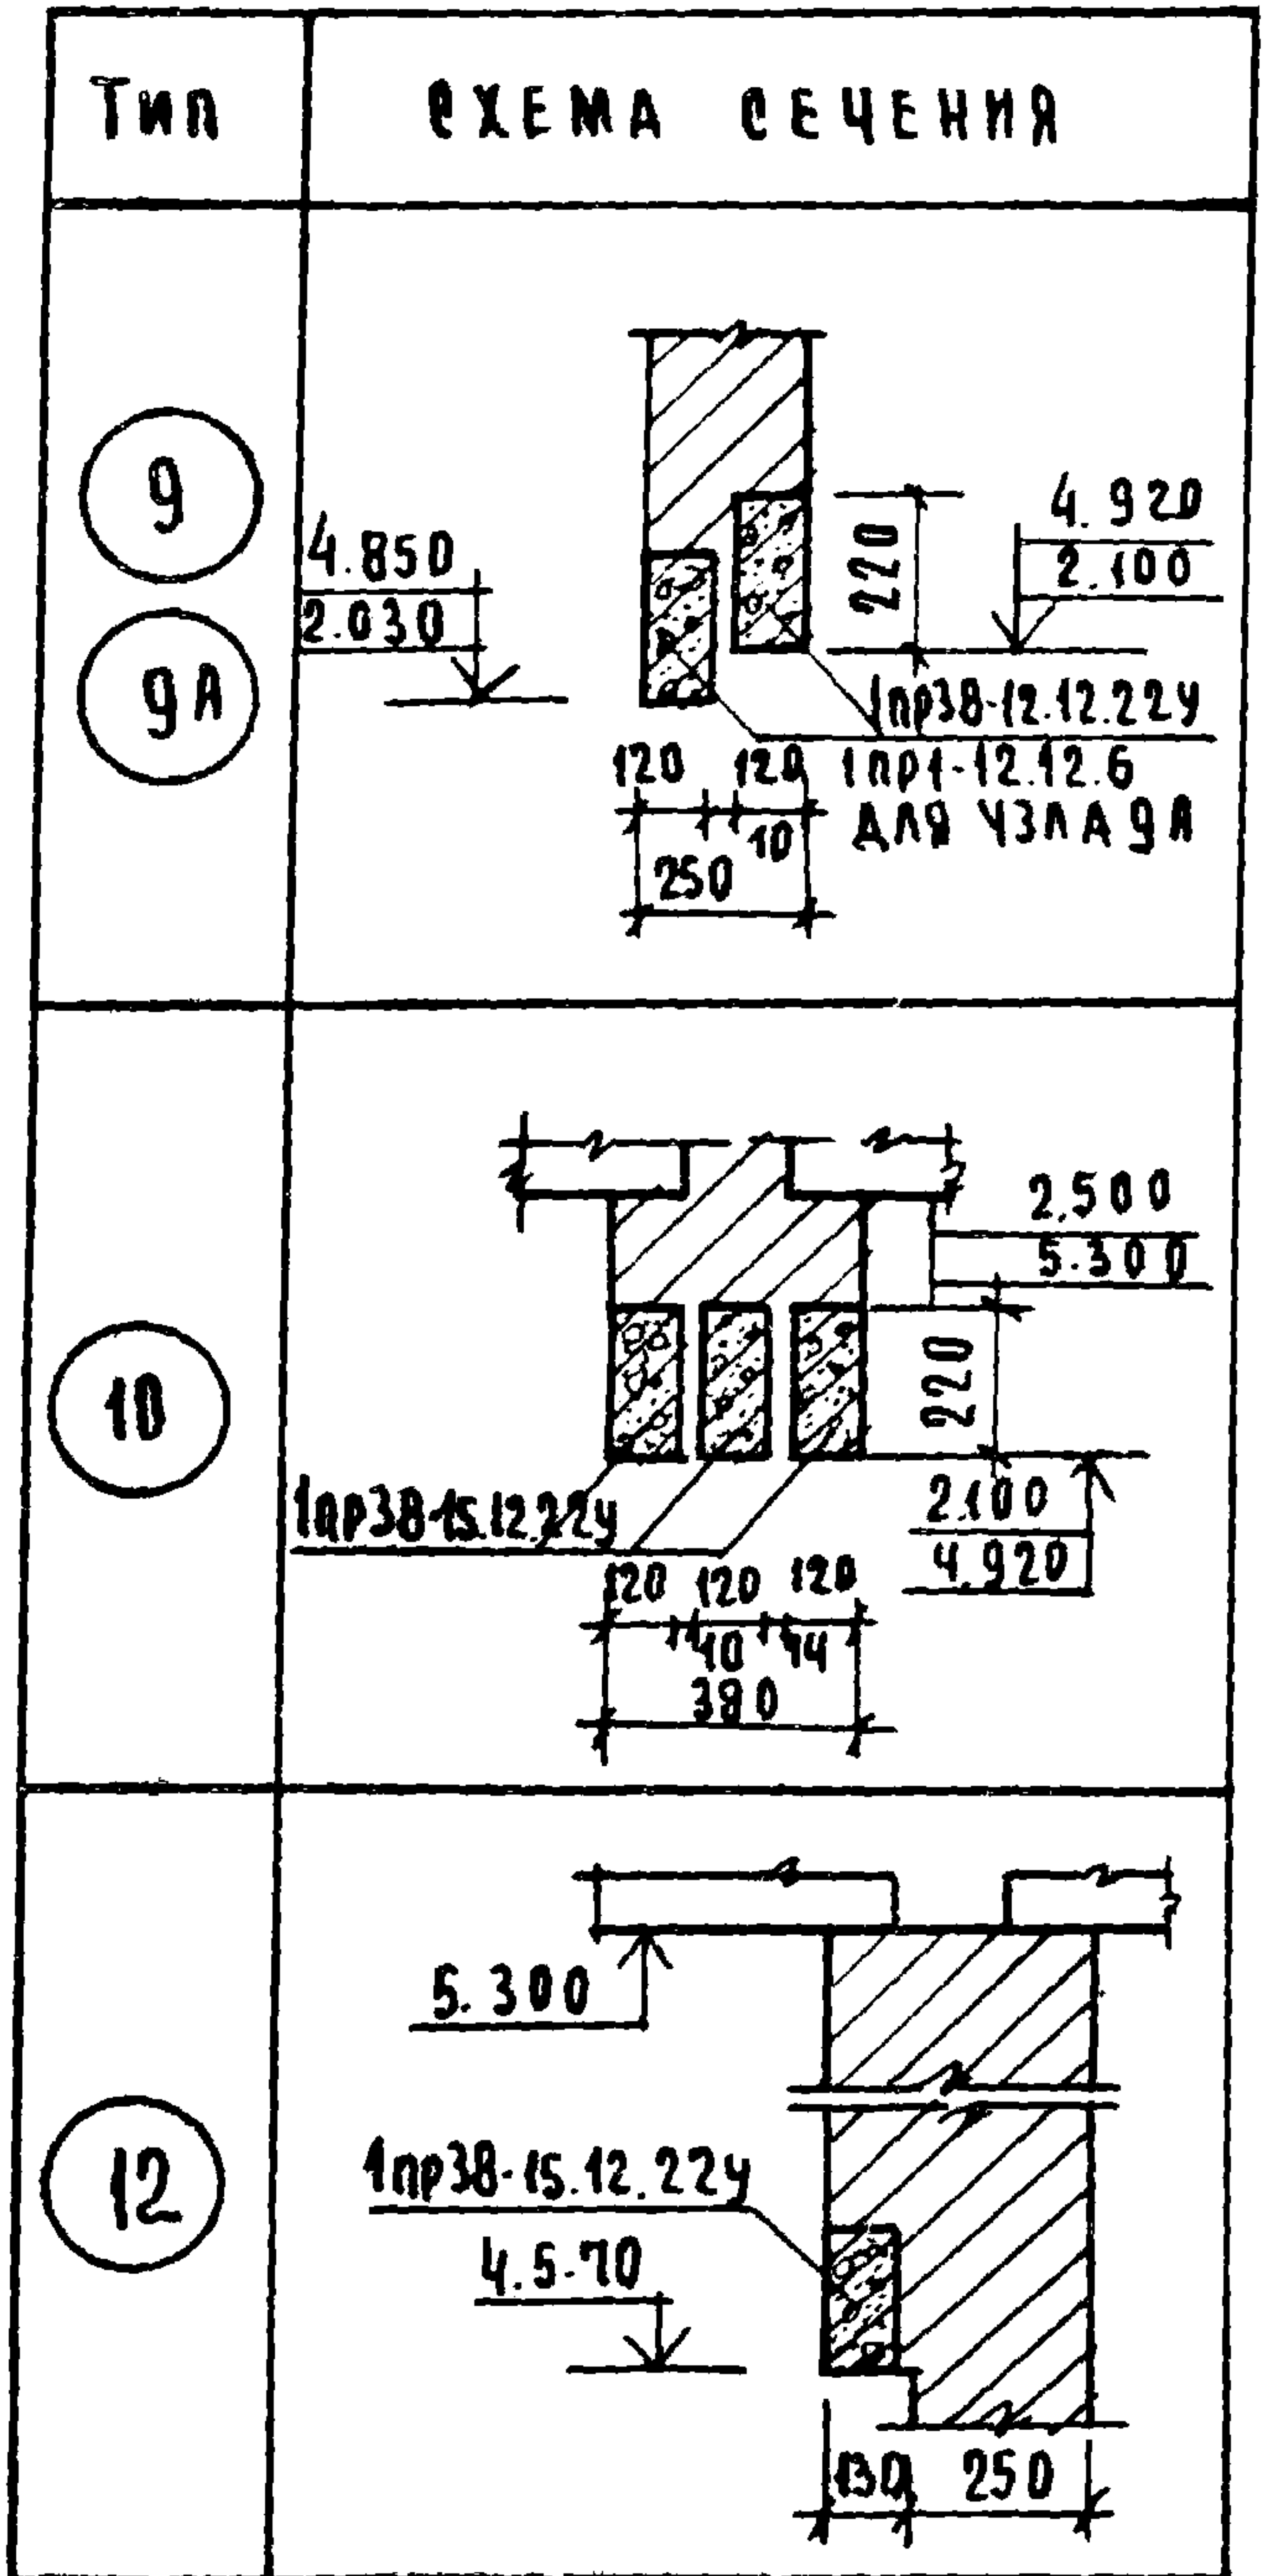 Тип СХЕМА СЕЧЕНИЯ
9
9А
4.850
2.030
220
4.920
2.100
1пр38-12.12.22у
1пр1-12.12.6
ДЛЯ УЗЛА 9А
120 120
10
250
10
2.500
5.300
220
1пр38-15.12.22у
2.100
4.920
120 120 120
10 14
380
12
5.300
1пр38-15.12.22у
4.5.70
130 250